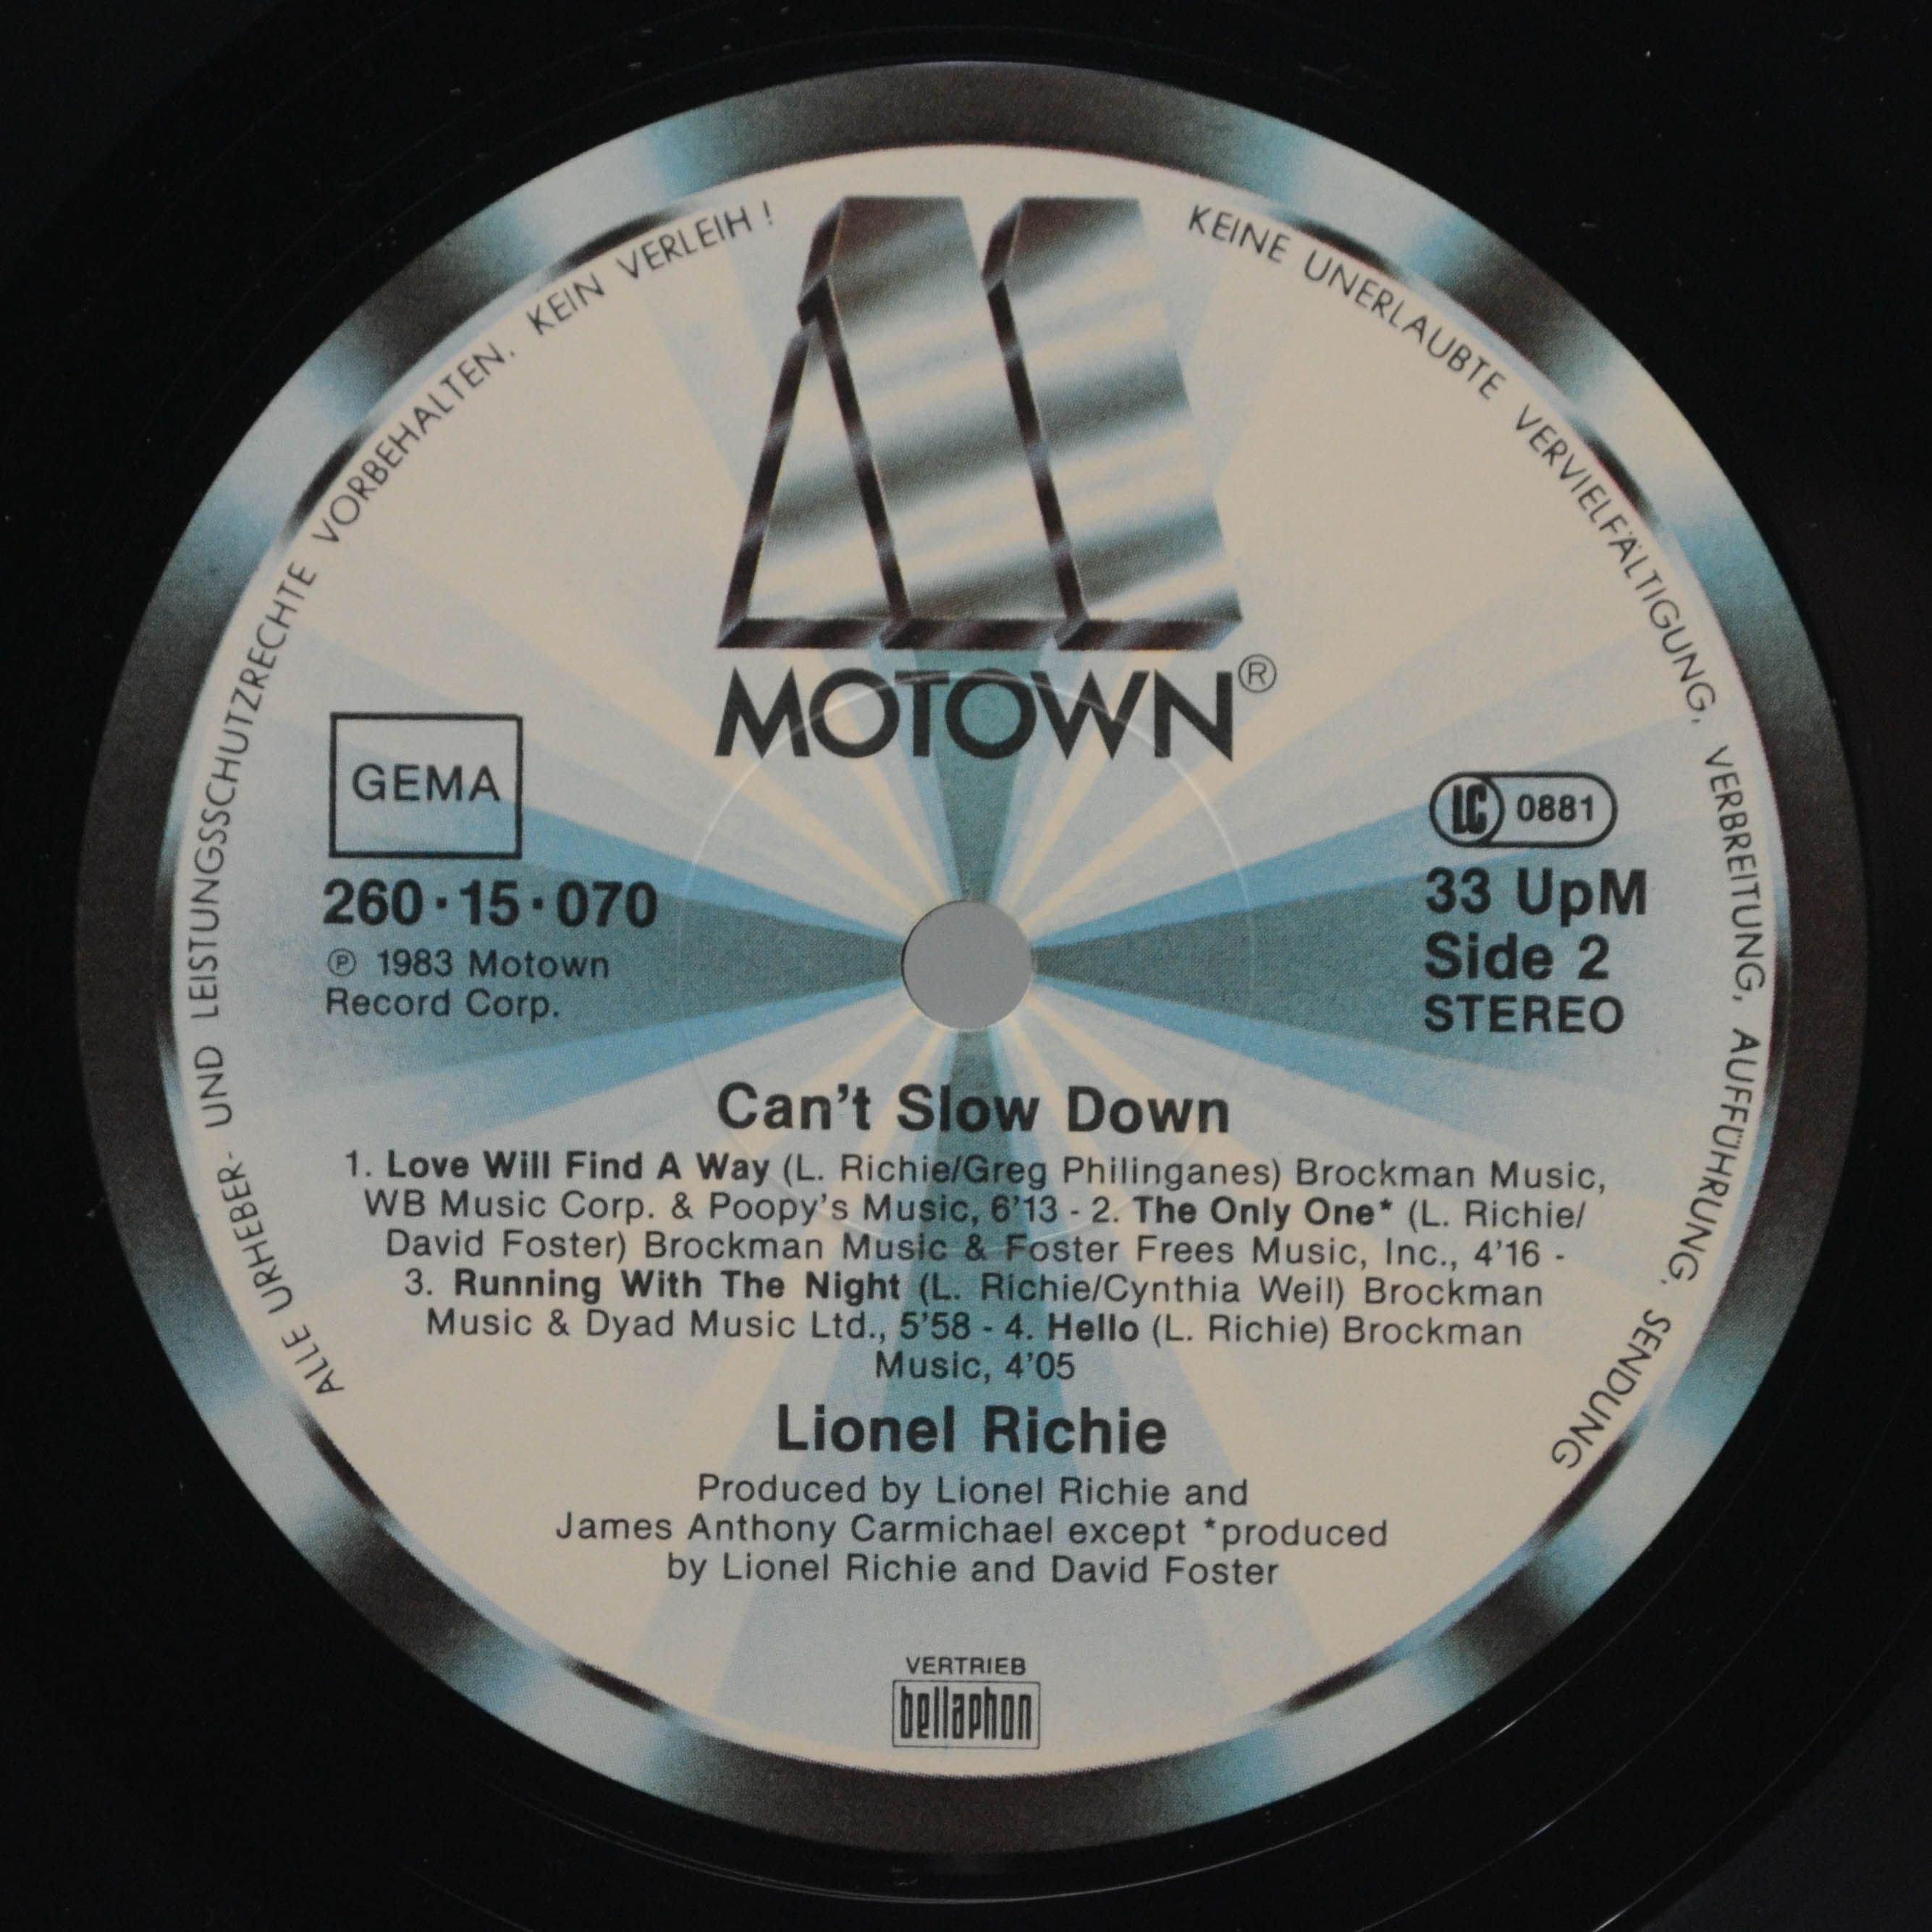 ALLE URHEBER- UND LEISTUNGSSCHUTZRECHTE VORBEHALTEN. KEIN VERLEIH !
KEINE UNERLAUBTE VERVIELFÄLTIGUNG, VERBREITUNG, AUFFÜHRUNG, SENDUNG
MOTOWN®
GEMA
260·15·070
℗ 1983 Motown
Record Corp.
LC 0881
33 UpM
Side 2
STEREO
Can't Slow Down
1. Love Will Find A Way (L. Richie/Greg Philinganes) Brockman Music,
WB Music Corp. & Poopy's Music, 6'13 - 2. The Only One* (L. Richie/
David Foster) Brockman Music & Foster Frees Music, Inc., 4'16 -
3. Running With The Night (L. Richie/Cynthia Weil) Brockman
Music & Dyad Music Ltd., 5'58 - 4. Hello (L. Richie) Brockman
Music, 4'05
Lionel Richie
Produced by Lionel Richie and
James Anthony Carmichael except *produced
by Lionel Richie and David Foster
VERTRIEB
bellaphon